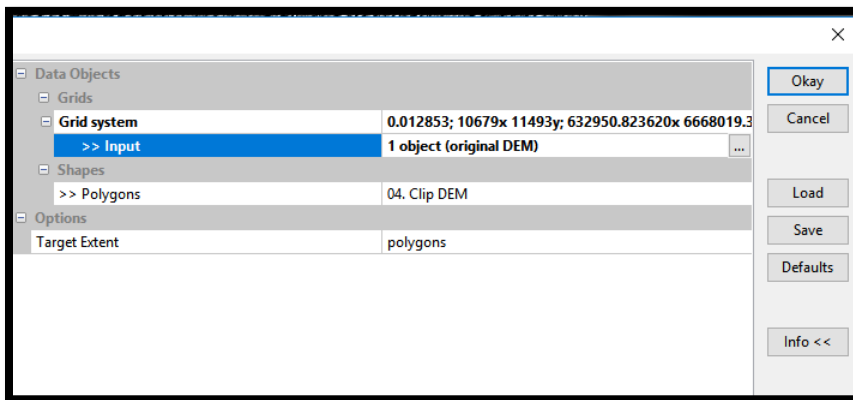 Data Objects
Grids
Grid system 0.012853; 10679x 11493y; 632950.823620x 6668019.3
>> Input 1 object (original DEM) ...
Shapes
>> Polygons 04. Clip DEM
Options
Target Extent polygons
Okay
Cancel
Load
Save
Defaults
Info <<